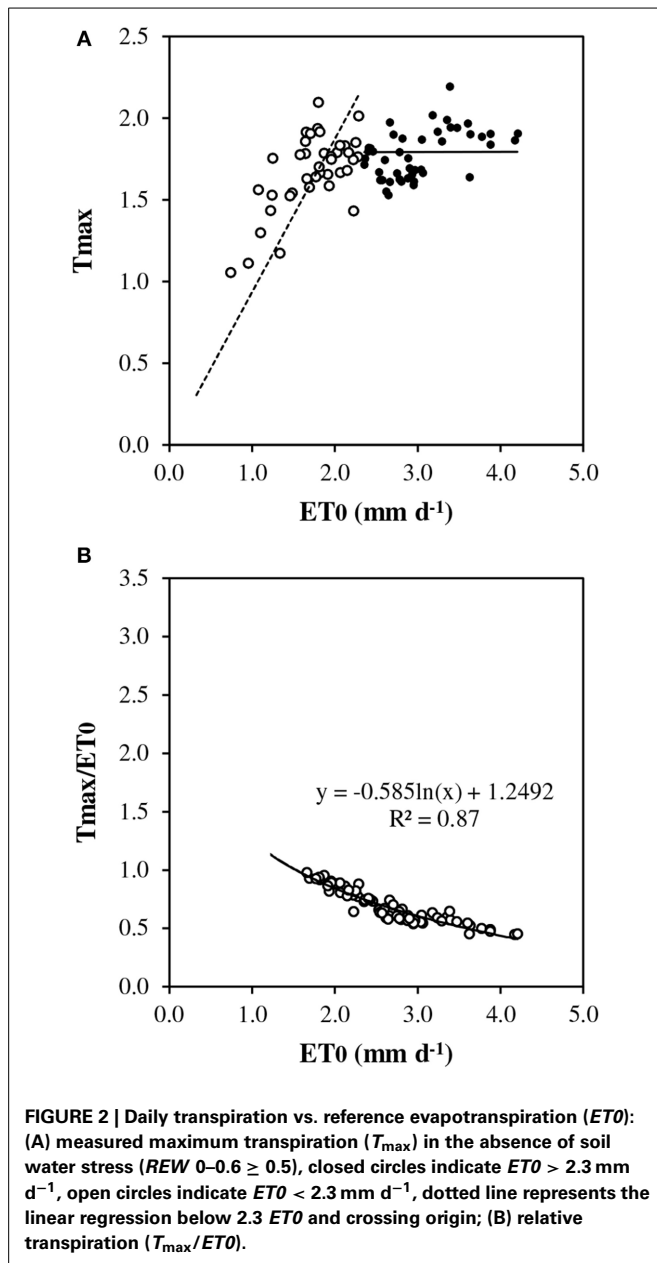 A
2.5
2.0
1.5
1.0
0.5
0.0
Tmax
0.0 1.0 2.0 3.0 4.0 5.0
ET0 (mm d⁻¹)
B
3.5
3.0
2.5
2.0
1.5
1.0
0.5
0.0
Tmax/ET0
y = -0.585ln(x) + 1.2492
R² = 0.87
0.0 1.0 2.0 3.0 4.0 5.0
ET0 (mm d⁻¹)
FIGURE 2 | Daily transpiration vs. reference evapotranspiration (ET0):
(A) measured maximum transpiration (Tmax) in the absence of soil
water stress (REW 0–0.6 ≥ 0.5), closed circles indicate ET0 > 2.3 mm
d⁻¹, open circles indicate ET0 < 2.3 mm d⁻¹, dotted line represents the
linear regression below 2.3 ET0 and crossing origin; (B) relative
transpiration (Tmax/ET0).